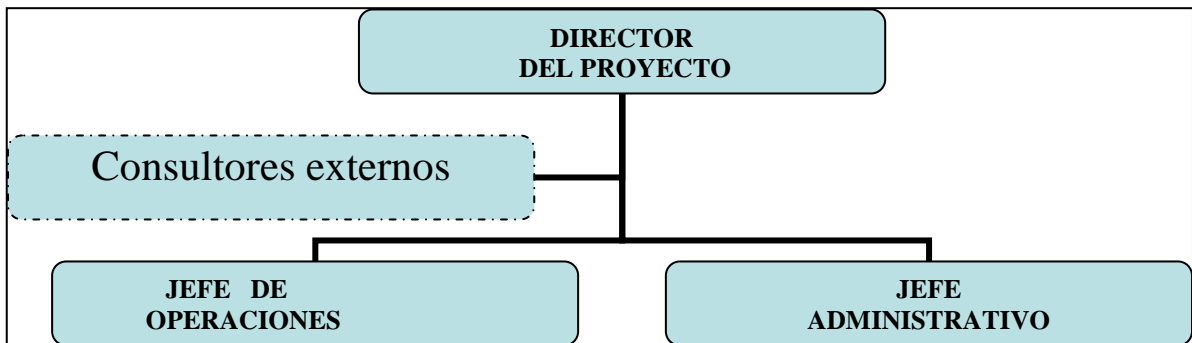 DIRECTOR
DEL PROYECTO
Consultores externos
JEFE DE
OPERACIONES
JEFE
ADMINISTRATIVO